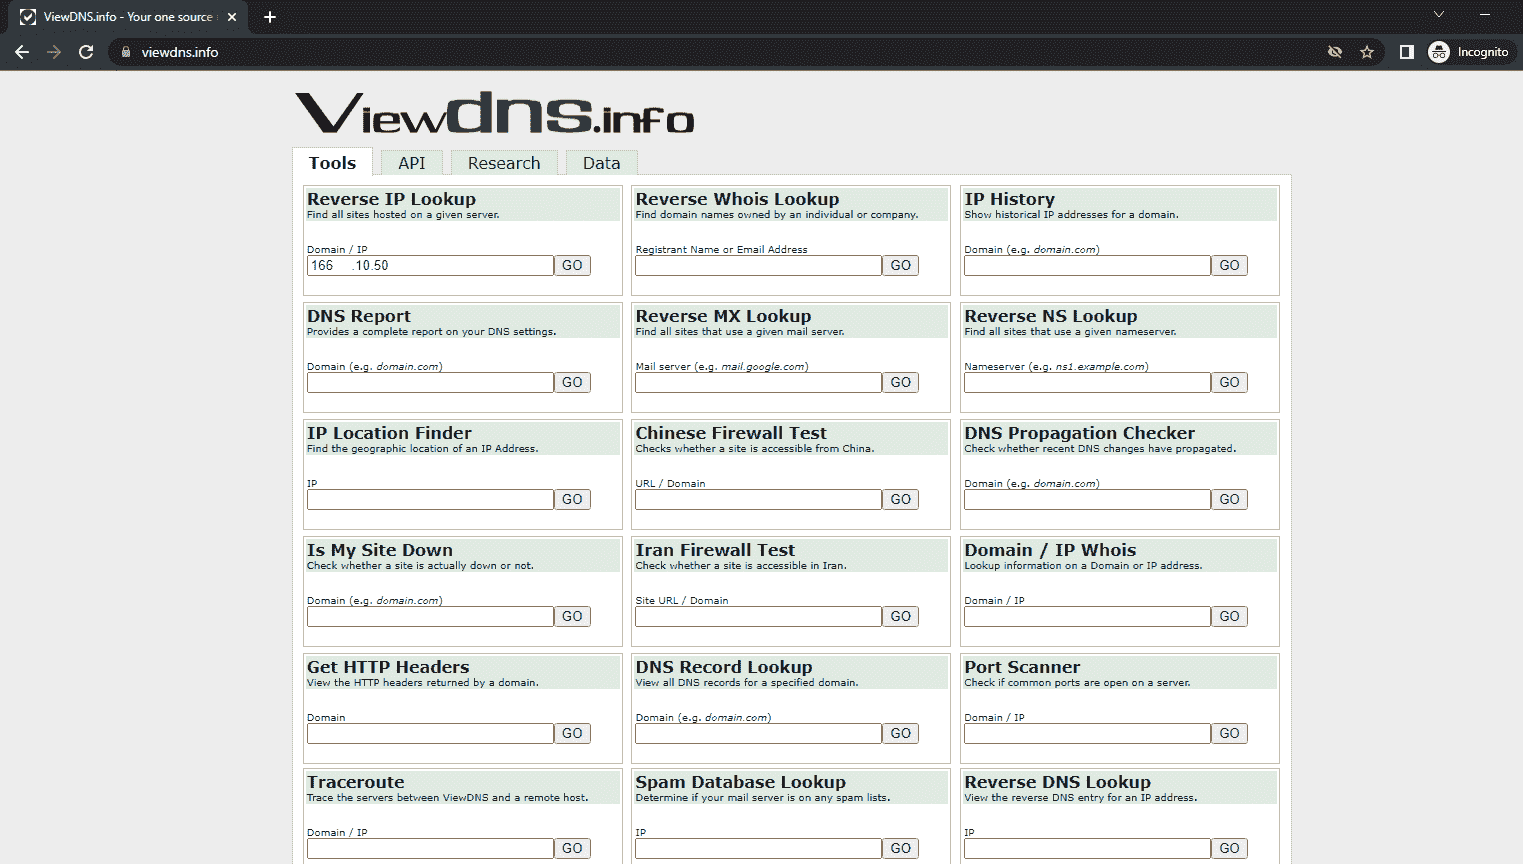 ViewDNS.info - Your one source
viewdns.info
Incognito
Viewdns.info
Tools API Research Data
Reverse IP Lookup
Find all sites hosted on a given server.
Domain / IP
166 .10.50 GO
Reverse Whois Lookup
Find domain names owned by an individual or company.
Registrant Name or Email Address
GO
IP History
Show historical IP addresses for a domain.
Domain (e.g. domain.com)
GO
DNS Report
Provides a complete report on your DNS settings.
Domain (e.g. domain.com)
GO
Reverse MX Lookup
Find all sites that use a given mail server.
Mail server (e.g. mail.google.com)
GO
Reverse NS Lookup
Find all sites that use a given nameserver.
Nameserver (e.g. ns1.example.com)
GO
IP Location Finder
Find the geographic location of an IP Address.
IP
GO
Chinese Firewall Test
Checks whether a site is accessible from China.
URL / Domain
GO
DNS Propagation Checker
Check whether recent DNS changes have propagated.
Domain (e.g. domain.com)
GO
Is My Site Down
Check whether a site is actually down or not.
Domain (e.g. domain.com)
GO
Iran Firewall Test
Check whether a site is accessible in Iran.
Site URL / Domain
GO
Domain / IP Whois
Lookup information on a Domain or IP address.
Domain / IP
GO
Get HTTP Headers
View the HTTP headers returned by a domain.
Domain
GO
DNS Record Lookup
View all DNS records for a specified domain.
Domain (e.g. domain.com)
GO
Port Scanner
Check if common ports are open on a server.
Domain / IP
GO
Traceroute
Trace the servers between ViewDNS and a remote host.
Domain / IP
GO
Spam Database Lookup
Determine if your mail server is on any spam lists.
IP
GO
Reverse DNS Lookup
View the reverse DNS entry for an IP address.
IP
GO